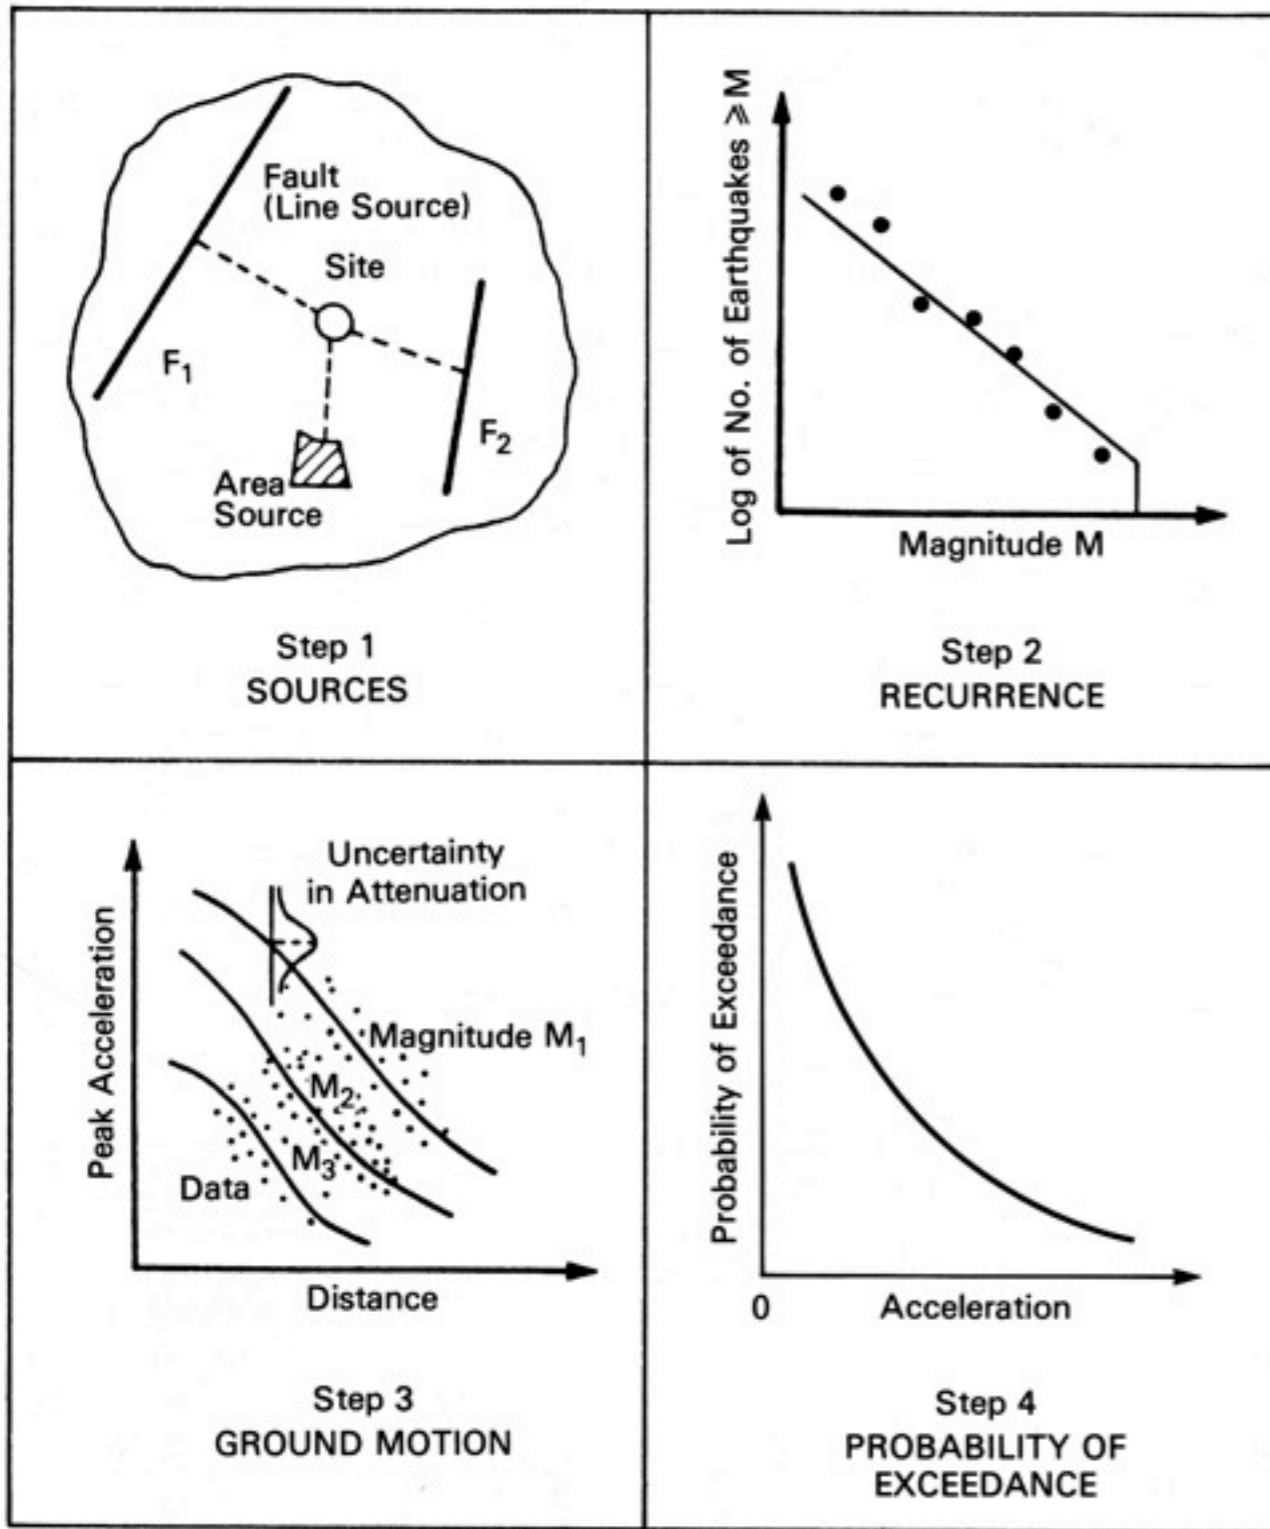 Fault
(Line Source)
Site
F₁
F₂
Area
Source
Step 1
SOURCES
Log of No. of Earthquakes ⩾ M
Magnitude M
Step 2
RECURRENCE
Uncertainty
in Attenuation
Peak Acceleration
Magnitude M₁
M₂
M₃
Data
Distance
Step 3
GROUND MOTION
Probability of Exceedance
0 Acceleration
Step 4
PROBABILITY OF
EXCEEDANCE